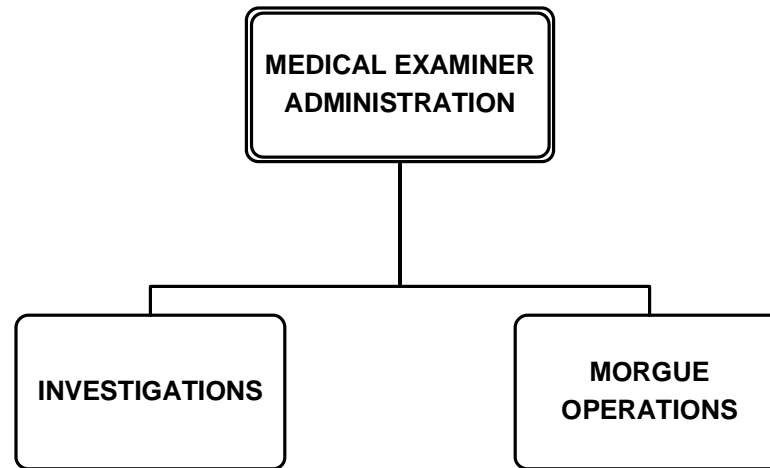 MEDICAL EXAMINER
ADMINISTRATION
INVESTIGATIONS
MORGUE
OPERATIONS